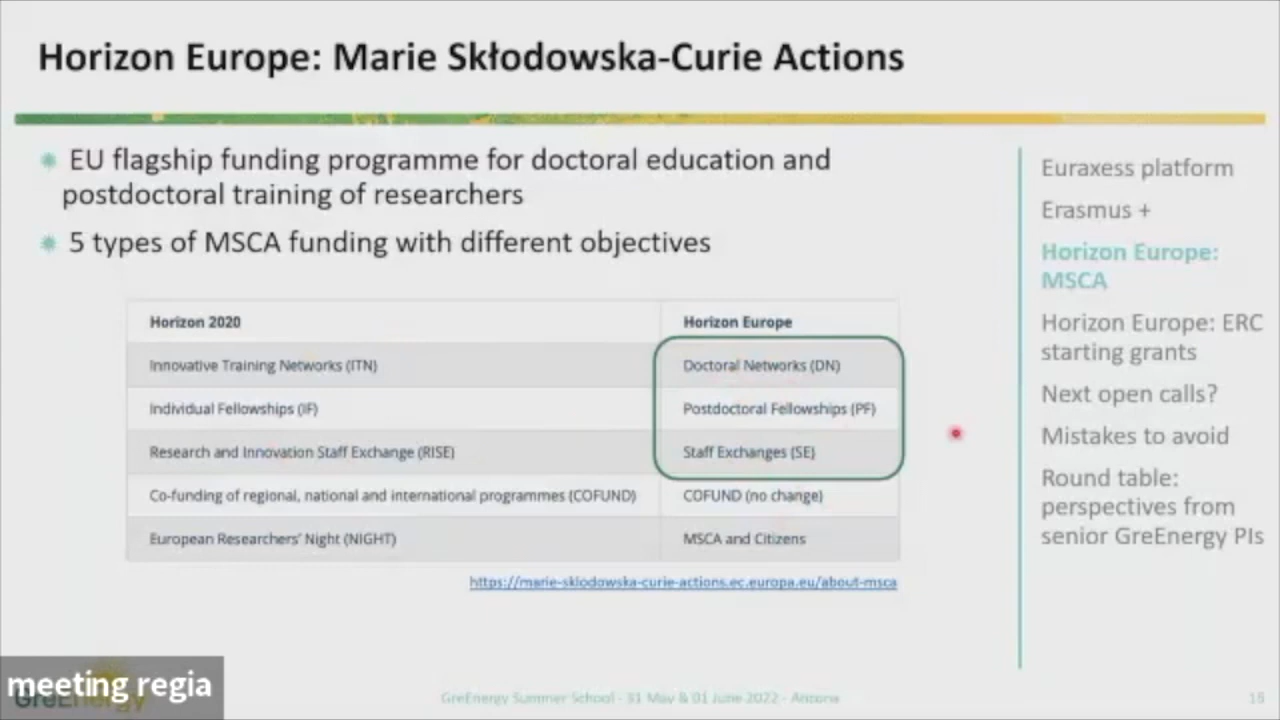 Horizon Europe: Marie Skłodowska-Curie Actions
EU flagship funding programme for doctoral education and
postdoctoral training of researchers
5 types of MSCA funding with different objectives
Horizon 2020 Horizon Europe
Innovative Training Networks (ITN) Doctoral Networks (DN)
Individual Fellowships (IF) Postdoctoral Fellowships (PF)
Research and Innovation Staff Exchange (RISE) Staff Exchanges (SE)
Co-funding of regional, national and international programmes (COFUND) COFUND (no change)
European Researchers' Night (NIGHT) MSCA and Citizens
https://marie-sklodowska-curie-actions.ec.europa.eu/about-msca
Euraxess platform
Erasmus +
Horizon Europe:
MSCA
Horizon Europe: ERC
starting grants
Next open calls?
Mistakes to avoid
Round table:
perspectives from
senior GreEnergy PIs
meeting regia
GreEnergy
GreEnergy Summer School - 31 May & 01 June 2022 - Ancona